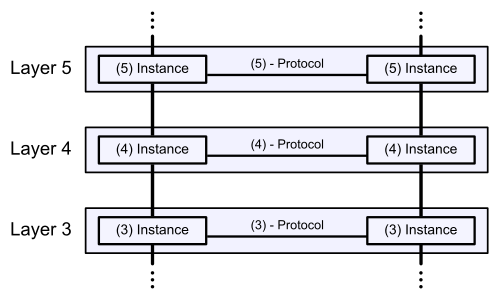 Layer 5 (5) Instance (5) - Protocol (5) Instance
Layer 4 (4) Instance (4) - Protocol (4) Instance
Layer 3 (3) Instance (3) - Protocol (3) Instance